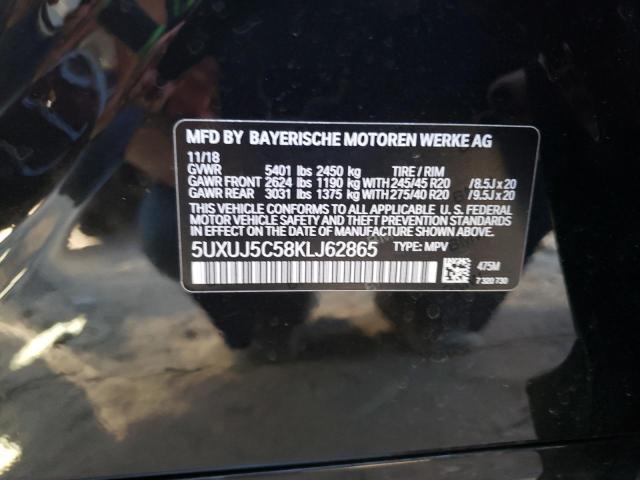 MFD BY BAYERISCHE MOTOREN WERKE AG
11/18
GVWR 5401 lbs 2450 kg TIRE / RIM
GAWR FRONT 2624 lbs 1190 kg WITH 245/45 R20 /8.5J x 20
GAWR REAR 3031 lbs 1375 kg WITH 275/40 R20 /9.5J x 20
THIS VEHICLE CONFORMS TO ALL APPLICABLE U. S. FEDERAL
MOTOR VEHICLE SAFETY AND THEFT PREVENTION STANDARDS
IN EFFECT ON THE DATE OF MANUFACTURE SHOWN ABOVE.
5UXUJ5C58KLJ62865 TYPE: MPV
475M
7 320 730